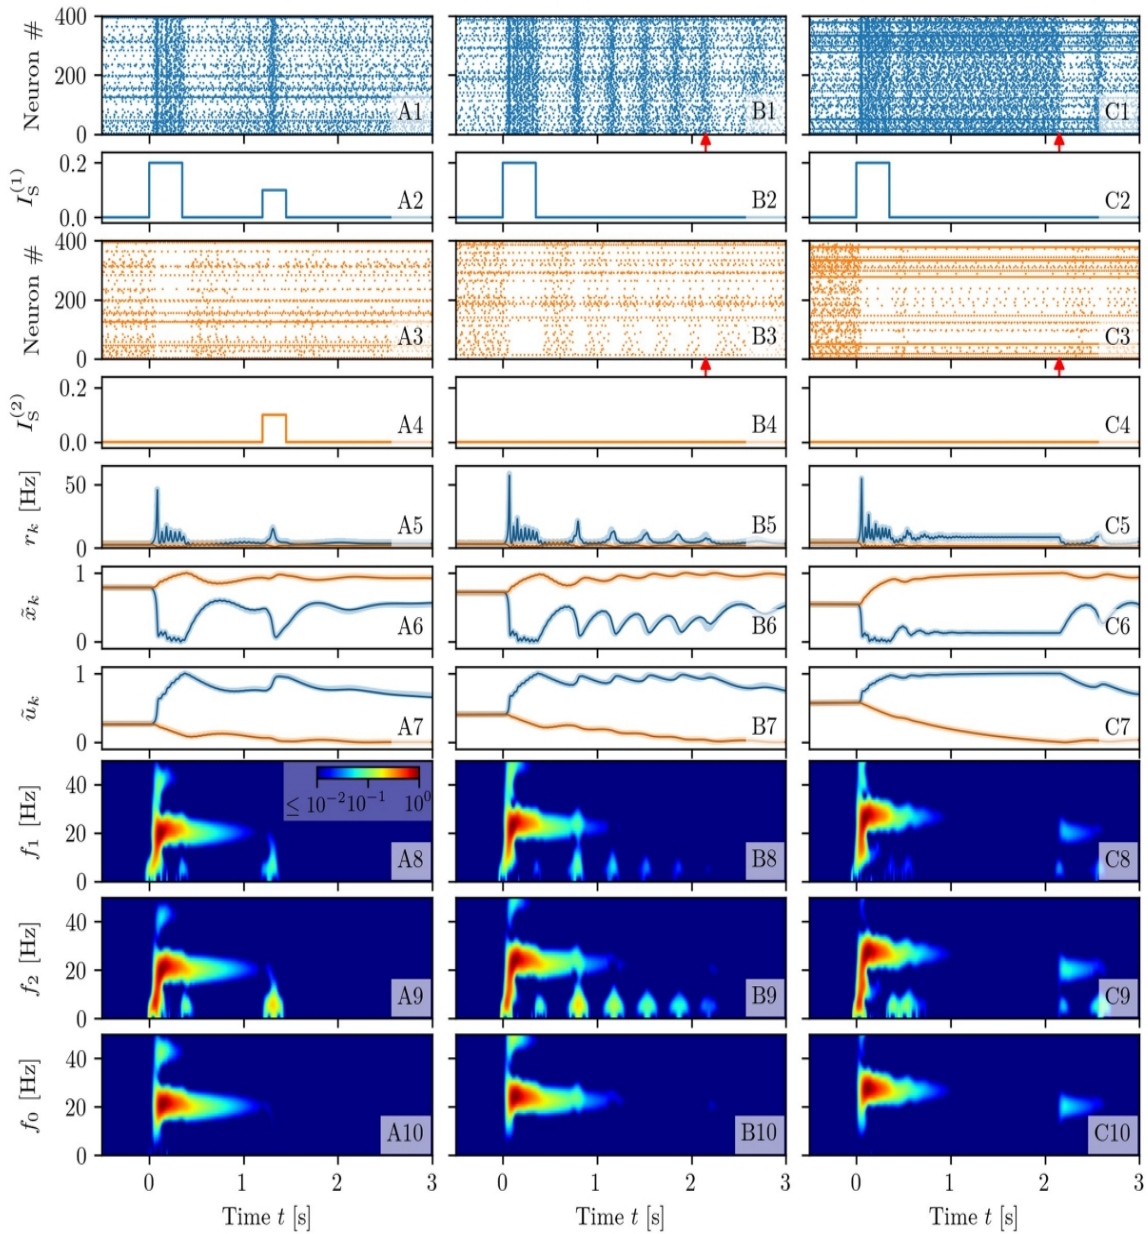 Neuron #
400
200
0
A1
B1
C1
I_S^(1)
0.2
0.0
A2
B2
C2
Neuron #
400
200
0
A3
B3
C3
I_S^(2)
0.2
0.0
A4
B4
C4
r_k [Hz]
50
0
A5
B5
C5
x̃_k
1
0
A6
B6
C6
ũ_k
1
0
A7
B7
C7
f_1 [Hz]
40
20
0
≤ 10^-2 10^-1 10^0
A8
B8
C8
f_2 [Hz]
40
20
0
A9
B9
C9
f_0 [Hz]
40
20
0
A10
B10
C10
0 1 2 3 0 1 2 3 0 1 2 3
Time t [s] Time t [s] Time t [s]